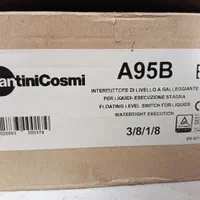 antiniCosmi
A95B
INTERRUTTORE DI LIVELLO A GALLEGGIANTE
PER LIQUIDI-ESECUZIONE STAGNA
FLOATING LEVEL SWITCH FOR LIQUIDS
WATERTIGHT EXECUTION
3/8/1/8